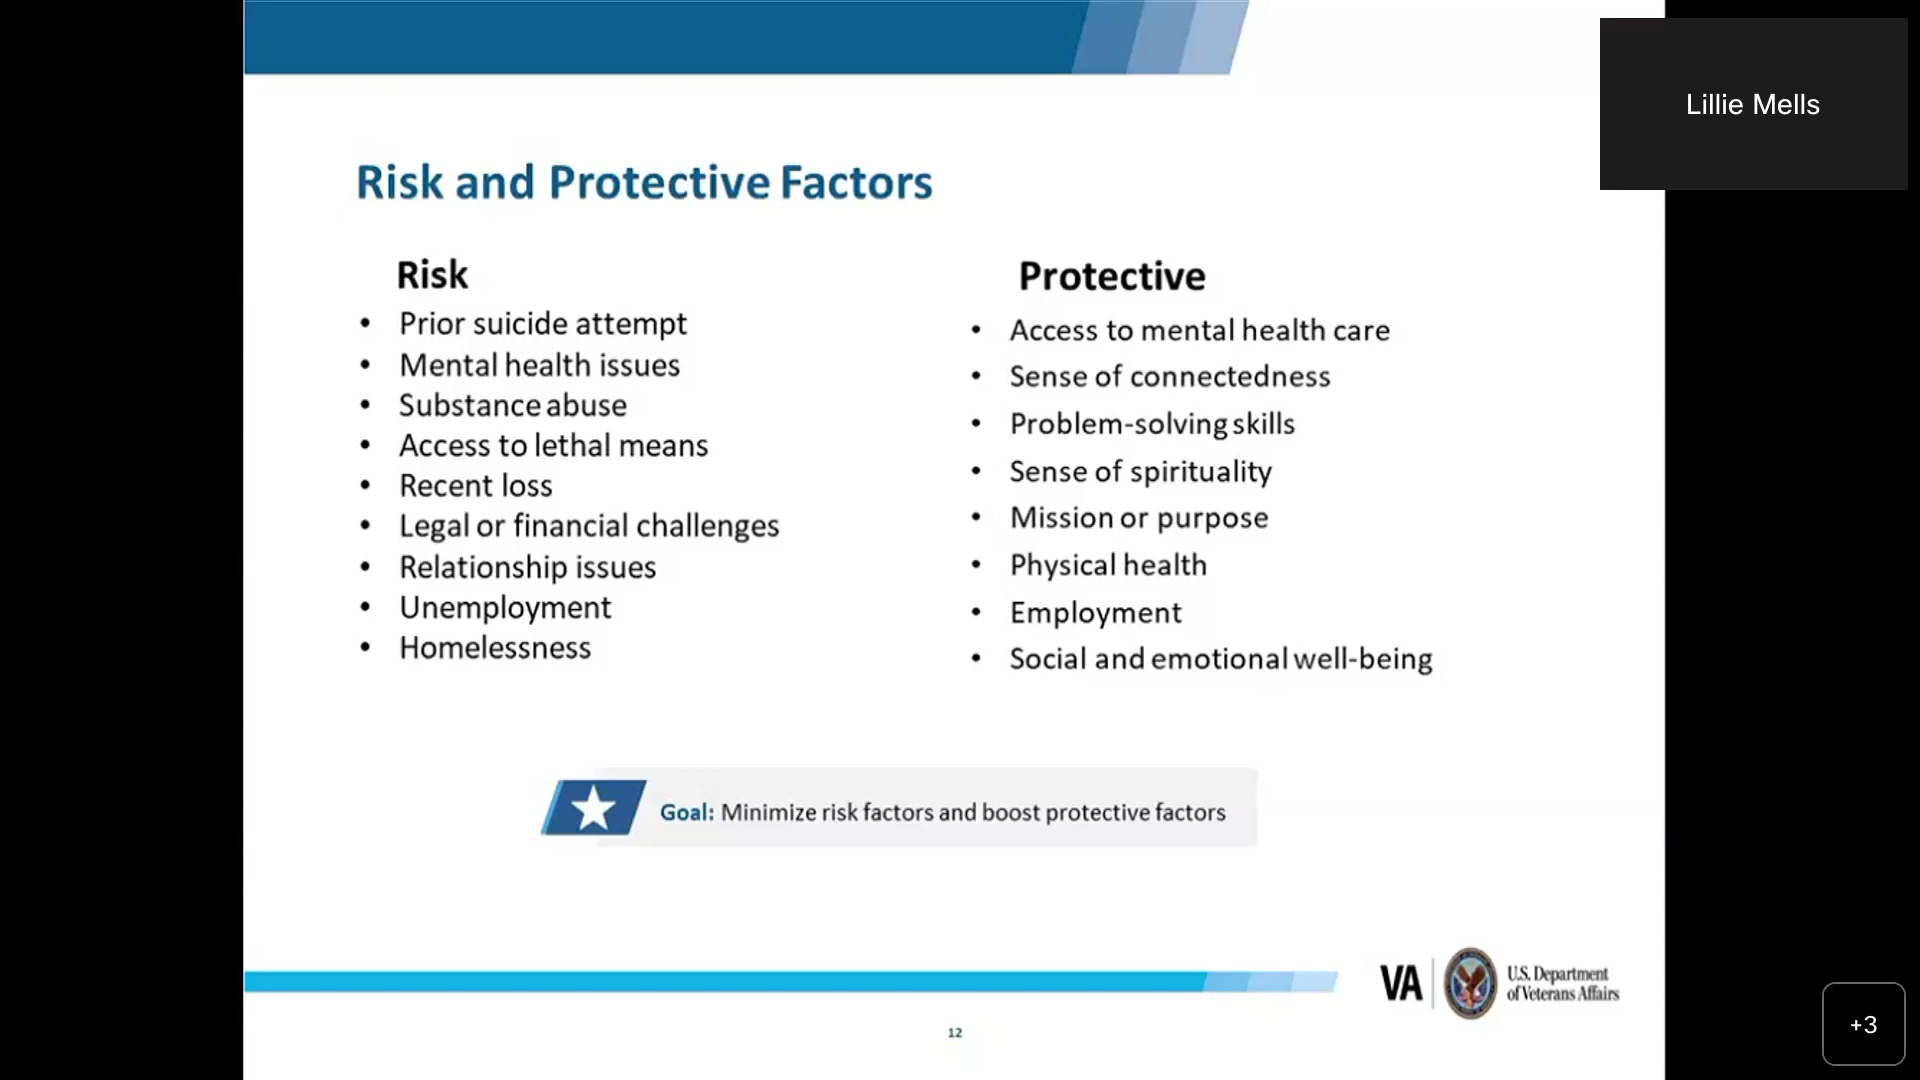 Lillie Mells
Risk and Protective Factors
Risk
• Prior suicide attempt
• Mental health issues
• Substance abuse
• Access to lethal means
• Recent loss
• Legal or financial challenges
• Relationship issues
• Unemployment
• Homelessness
Protective
• Access to mental health care
• Sense of connectedness
• Problem-solving skills
• Sense of spirituality
• Mission or purpose
• Physical health
• Employment
• Social and emotional well-being
Goal: Minimize risk factors and boost protective factors
VA
U.S. Department
of Veterans Affairs
12
+3